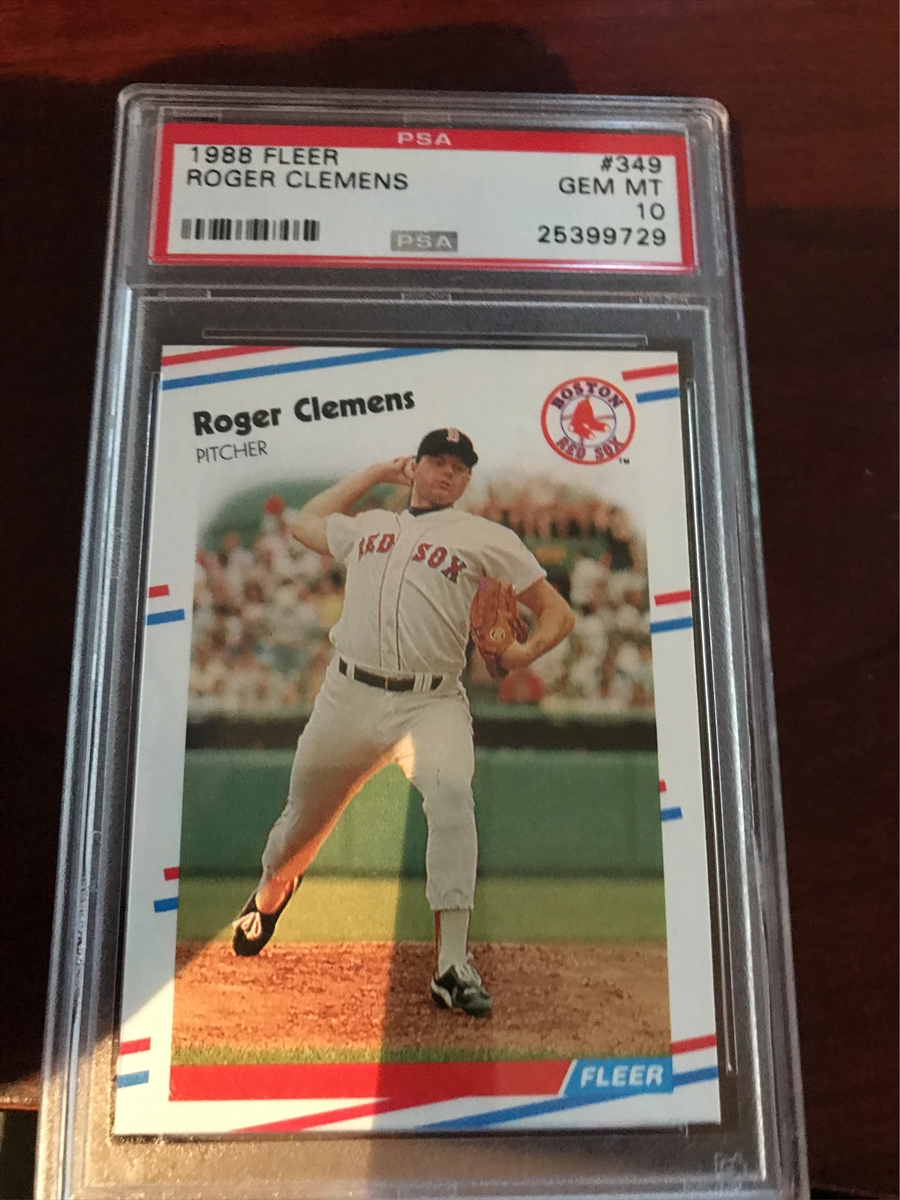 PSA
1988 FLEER #349
ROGER CLEMENS GEM MT
10
PSA 25399729
Roger Clemens
PITCHER
BOSTON
RED SOX
TM
B
RED SOX
FLEER